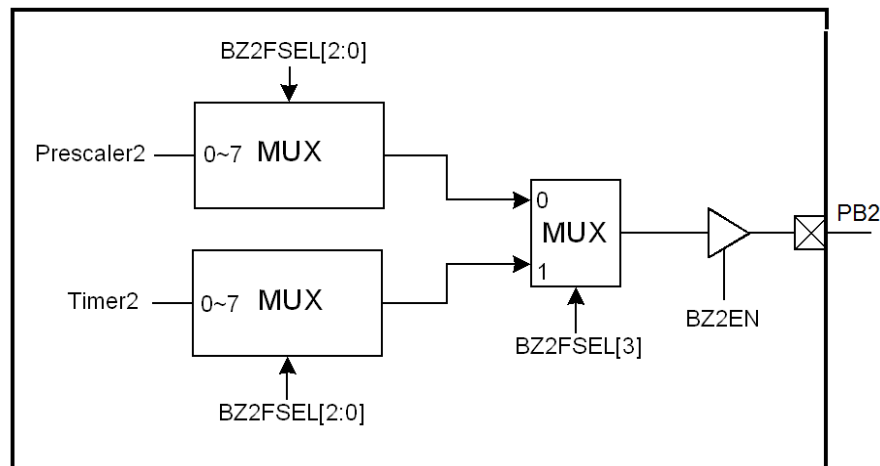 BZ2FSEL[2:0]
Prescaler2
0~7 MUX
0
MUX
1
PB2
Timer2
0~7 MUX
BZ2EN
BZ2FSEL[3]
BZ2FSEL[2:0]